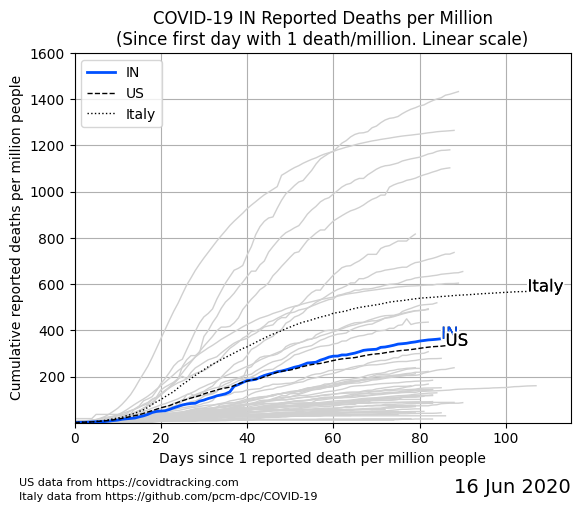 COVID-19 IN Reported Deaths per Million
(Since first day with 1 death/million. Linear scale)
Cumulative reported deaths per million people
1600
1400
1200
1000
800
600
400
200
IN
US
Italy
Italy
IN
US
0
20
40
60
80
100
Days since 1 reported death per million people
US data from https://covidtracking.com
Italy data from https://github.com/pcm-dpc/COVID-19
16 Jun 2020